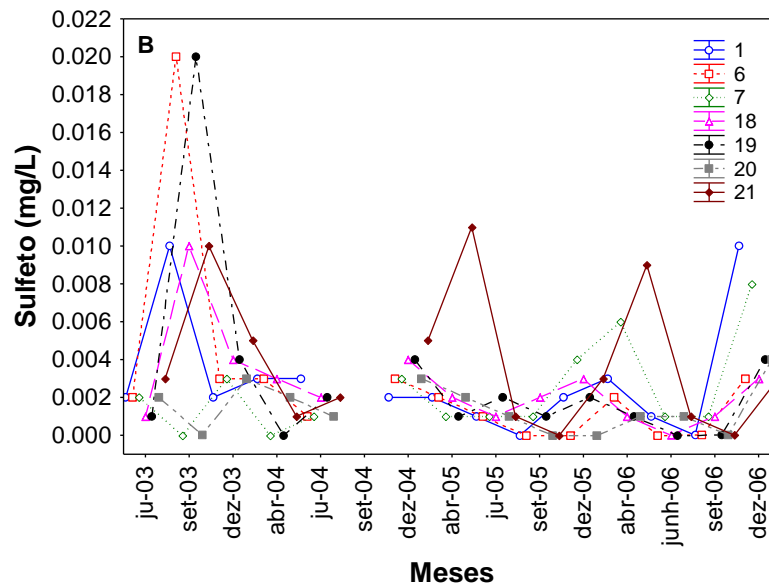 B
Sulfeto (mg/L)
0.022
0.020
0.018
0.016
0.014
0.012
0.010
0.008
0.006
0.004
0.002
0.000
1
6
7
18
19
20
21
ju-03
set-03
dez-03
abr-04
ju-04
set-04
dez-04
abr-05
ju-05
set-05
dez-05
abr-06
junh-06
set-06
dez-06
Meses